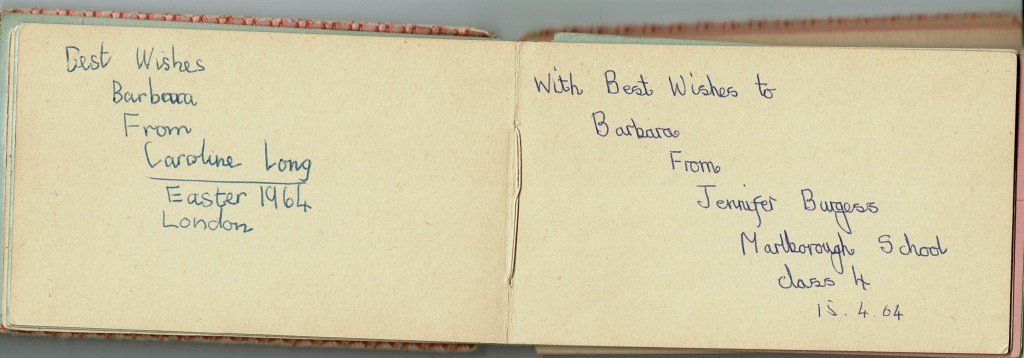 Best Wishes
Barbara
From
Caroline Long
Easter 1964
London
With Best Wishes to
Barbara
From
Jennifer Burgess
Marlborough School
class 4
15.4.64